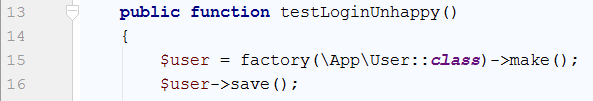 13 public function testLoginUnhappy()
14 {
15 $user = factory(\App\User::class)->make();
16 $user->save();